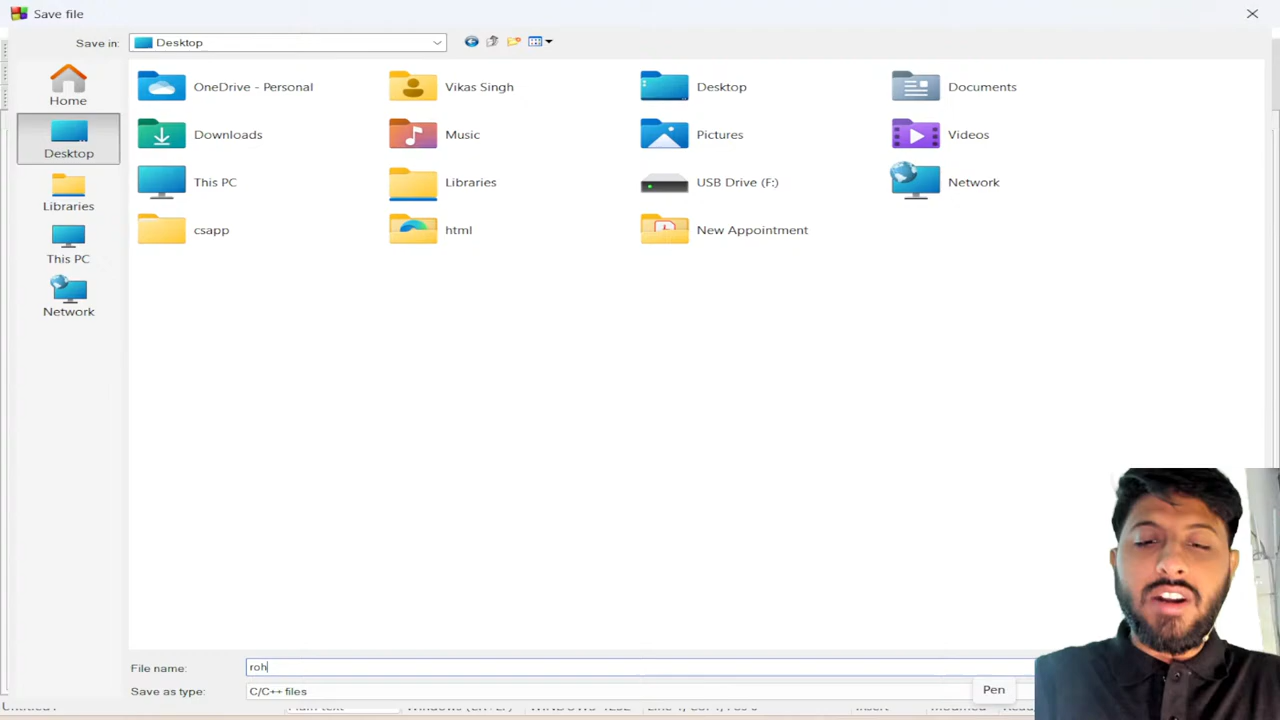 Save file
Save in:
Desktop
Home
Desktop
Libraries
This PC
Network
OneDrive - Personal
Vikas Singh
Desktop
Documents
Downloads
Music
Pictures
Videos
This PC
Libraries
USB Drive (F:)
Network
csapp
html
New Appointment
File name:
roh
Save as type:
C/C++ files
Pen